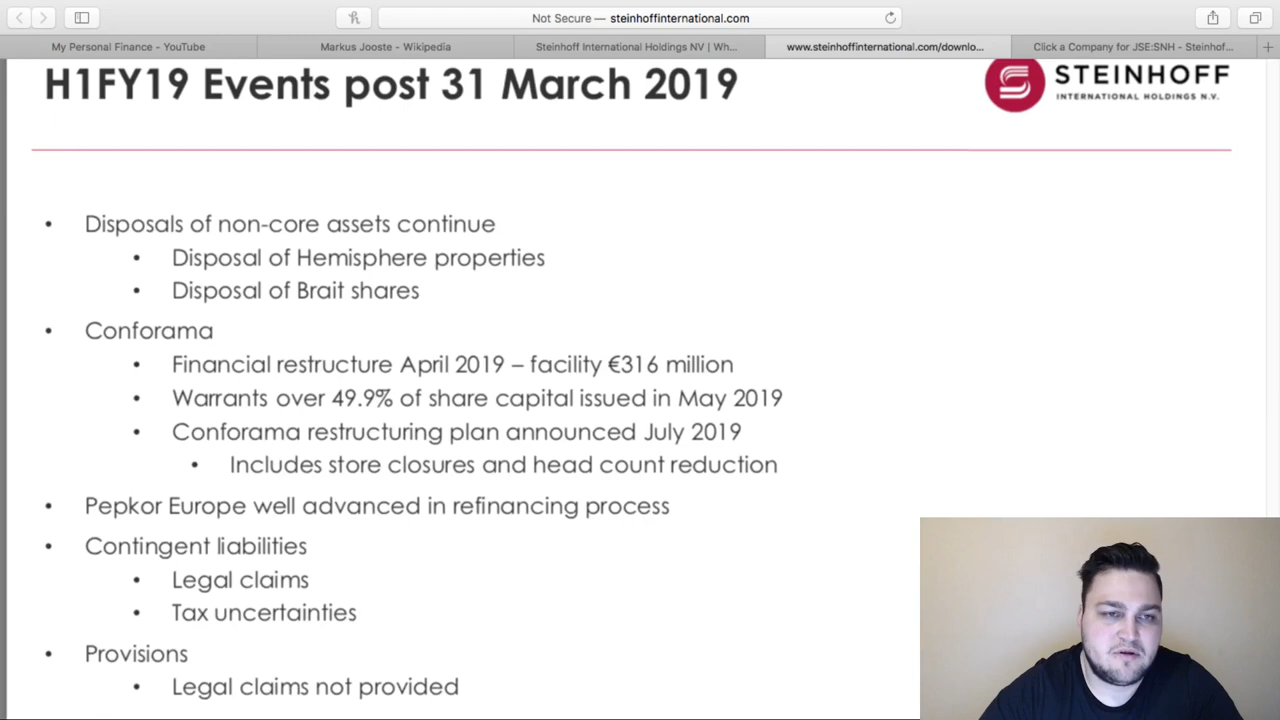 Not Secure — steinhoffinternational.com
My Personal Finance - YouTube
Markus Jooste - Wikipedia
Steinhoff International Holdings NV | Wh...
www.steinhoffinternational.com/downlo...
Click a Company for JSE:SNH - Steinhof...
H1FY19 Events post 31 March 2019
STEINHOFF
INTERNATIONAL HOLDINGS N.V.
• Disposals of non-core assets continue
• Disposal of Hemisphere properties
• Disposal of Brait shares
• Conforama
• Financial restructure April 2019 – facility €316 million
• Warrants over 49.9% of share capital issued in May 2019
• Conforama restructuring plan announced July 2019
• Includes store closures and head count reduction
• Pepkor Europe well advanced in refinancing process
• Contingent liabilities
• Legal claims
• Tax uncertainties
• Provisions
• Legal claims not provided